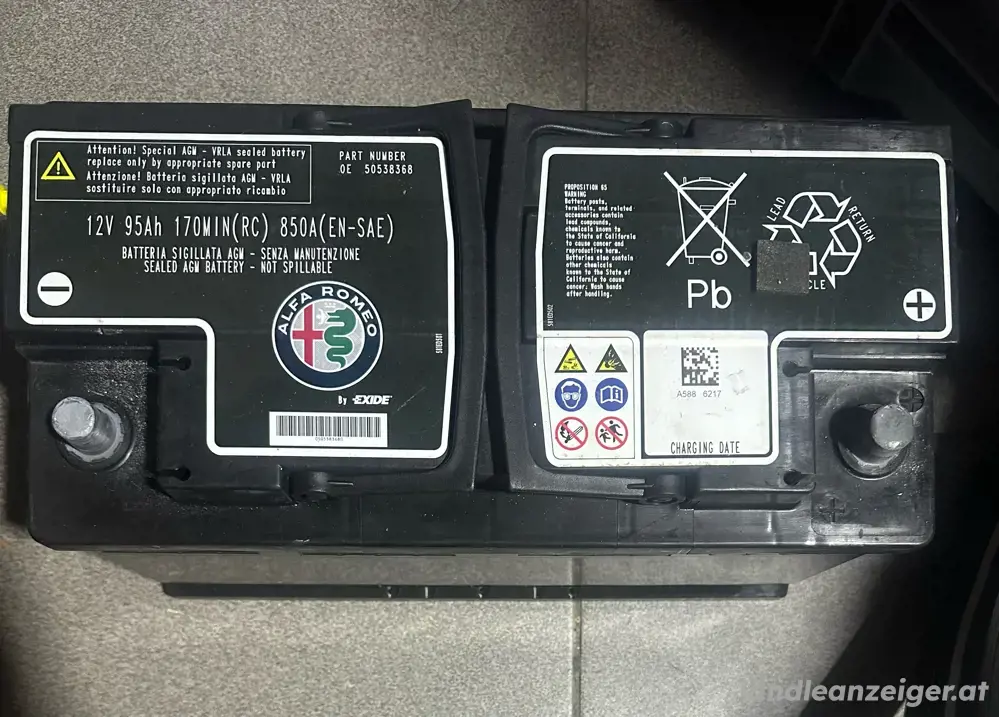 Attention! Special AGM - VRLA sealed battery
replace only by appropriate spare part
Attenzione! Batteria sigillata AGM - VRLA
sostituire solo con appropriato ricambio
PART NUMBER
OE 50538368
12V 95Ah 170MIN(RC) 850A(EN-SAE)
BATTERIA SIGILLATA AGM - SENZA MANUTENZIONE
SEALED AGM BATTERY - NOT SPILLABLE
ALFA ROMEO
By EXIDE
PROPOSITION 65
Battery posts,
terminals, and related
accessories contain
lead compounds,
chemicals known to
the State of California
to cause cancer and
reproductive harm.
Batteries also contain
other chemicals
known to the State of
California to cause
cancer. Wash hands
after handling.
Pb
LEAD
RETURN
CLE
A588 6217
CHARGING DATE
ndleanzeiger.at